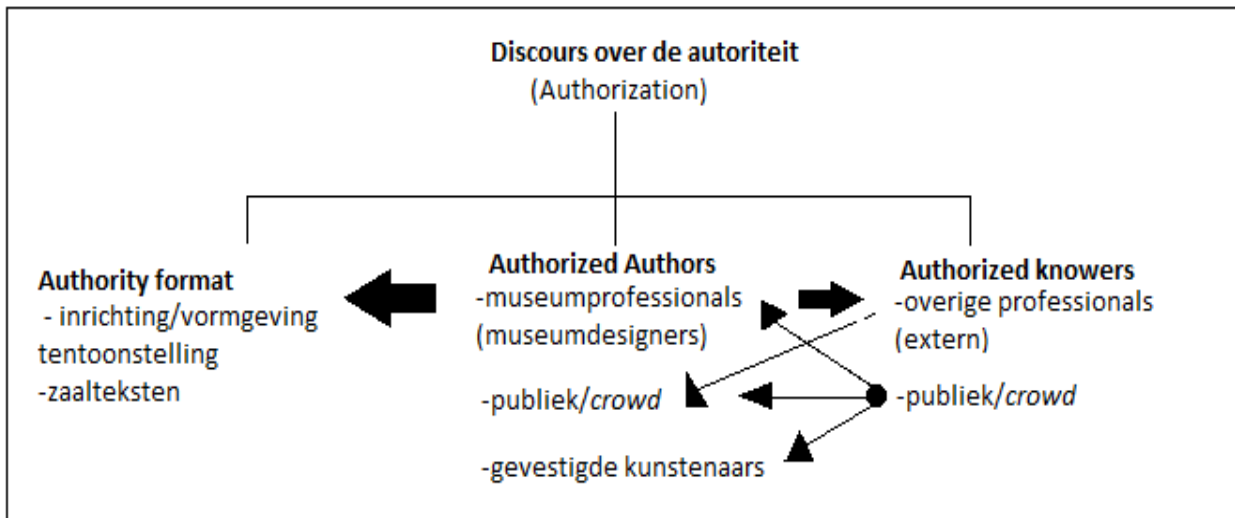 Discours over de autoriteit
(Authorization)
Authority format
- inrichting/vormgeving
tentoonstelling
-zaalteksten
Authorized Authors
-museumprofessionals
(museumdesigners)
-publiek/crowd
-gevestigde kunstenaars
Authorized knowers
-overige professionals
(extern)
-publiek/crowd